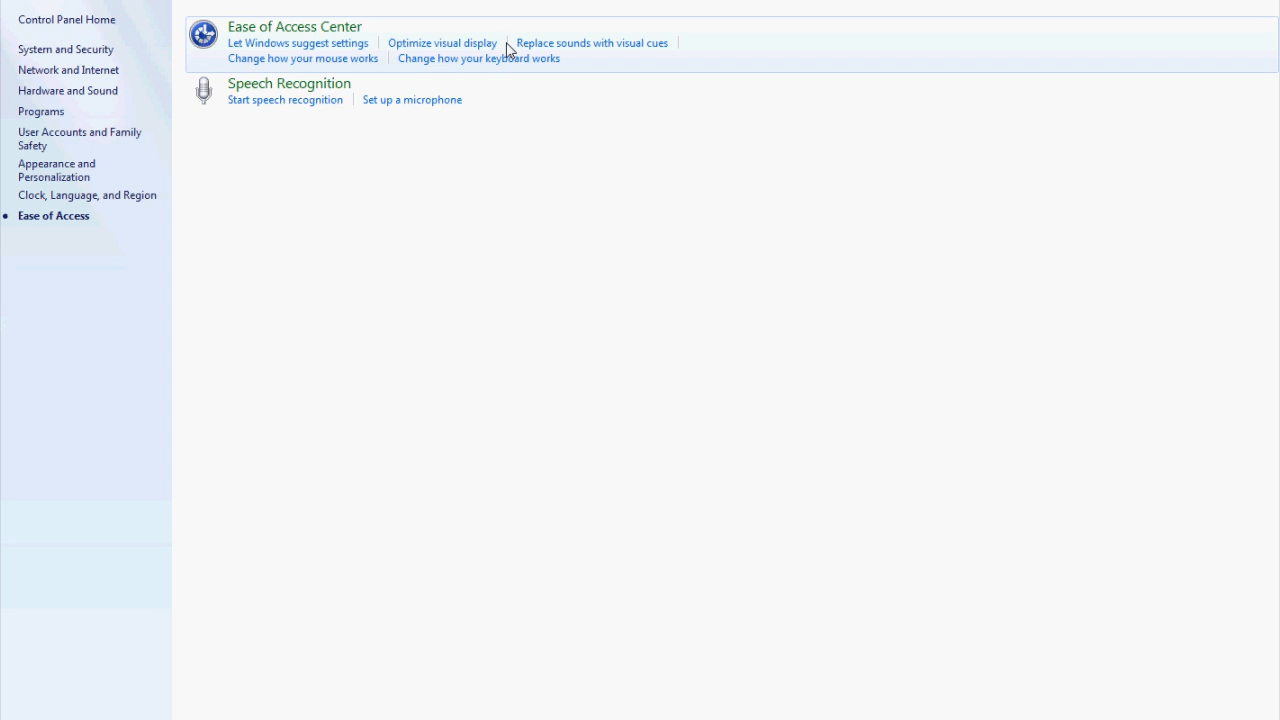 Control Panel Home
System and Security
Network and Internet
Hardware and Sound
Programs
User Accounts and Family
Safety
Appearance and
Personalization
Clock, Language, and Region
Ease of Access
Ease of Access Center
Let Windows suggest settings Optimize visual display Replace sounds with visual cues
Change how your mouse works Change how your keyboard works
Speech Recognition
Start speech recognition Set up a microphone